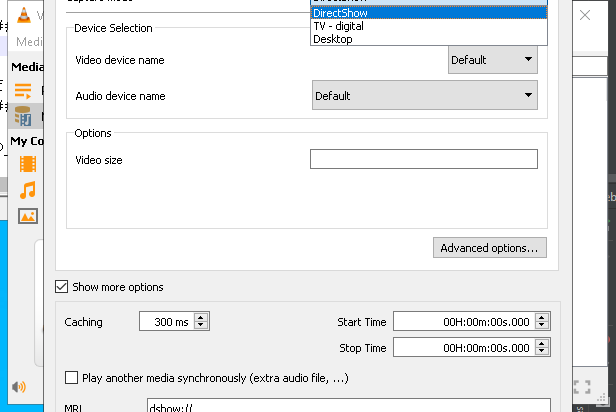 DirectShow
TV - digital
Desktop
Device Selection
Video device name
Default
Audio device name
Default
Options
Video size
Advanced options...
Show more options
Caching
300 ms
Start Time
00H:00m:00s.000
Stop Time
00H:00m:00s.000
Play another media synchronously (extra audio file, ...)
MRL
dshow://
Media
Media
My Co